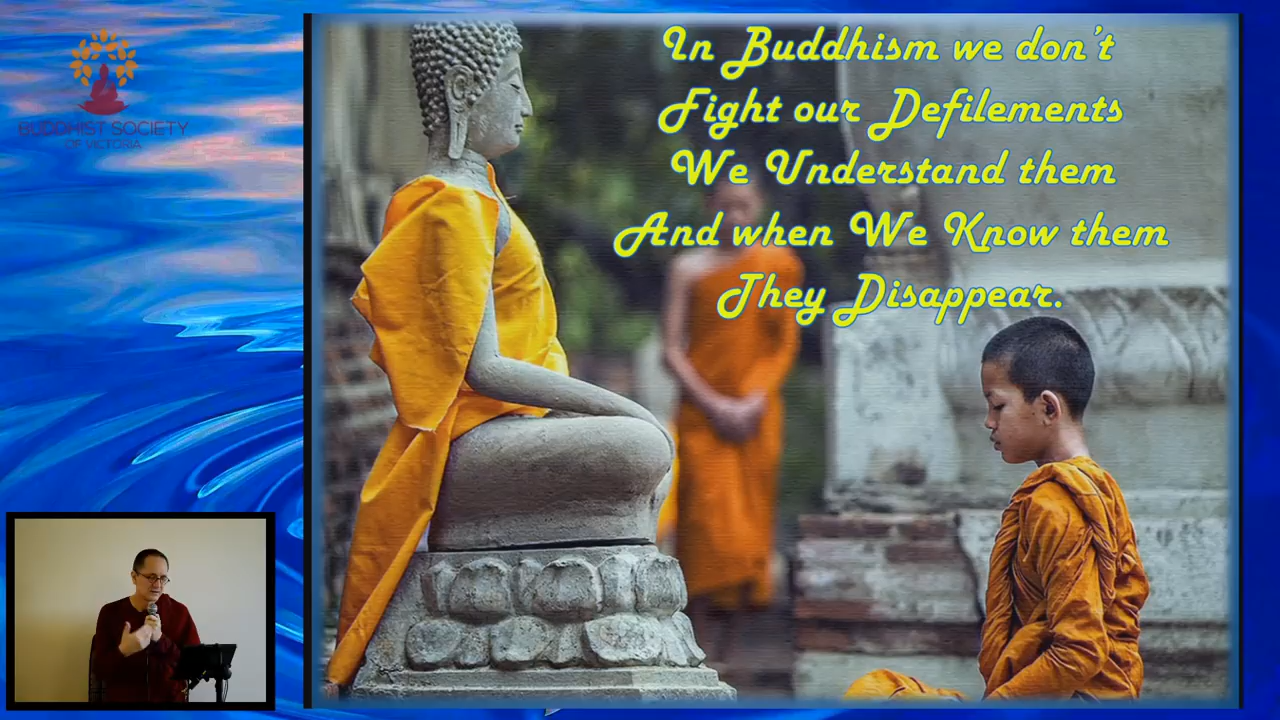 BUDDHIST SOCIETY
OF VICTORIA
In Buddhism we don't
Fight our Defilements
We Understand them
And when We Know them
They Disappear.